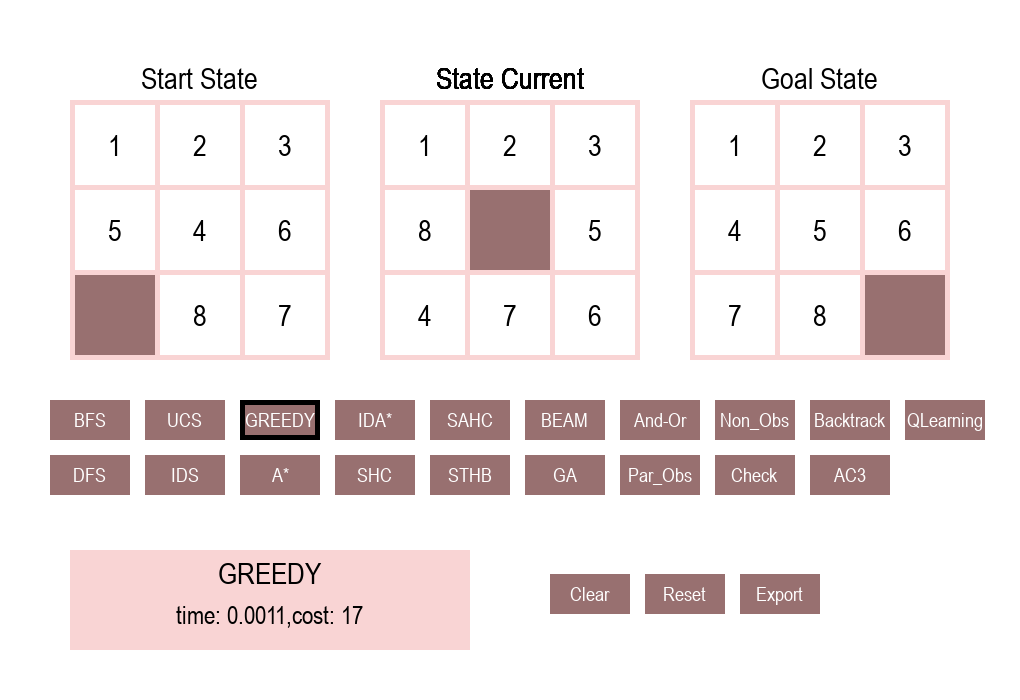 Start State State Current Goal State
1 2 3 1 2 3 1 2 3
5 4 6 8 5 4 5 6
8 7 4 7 6 7 8
BFS UCS GREEDY IDA* SAHC BEAM And-Or Non_Obs Backtrack QLearning
DFS IDS A* SHC STHB GA Par_Obs Check AC3
GREEDY
time: 0.0011,cost: 17
Clear Reset Export